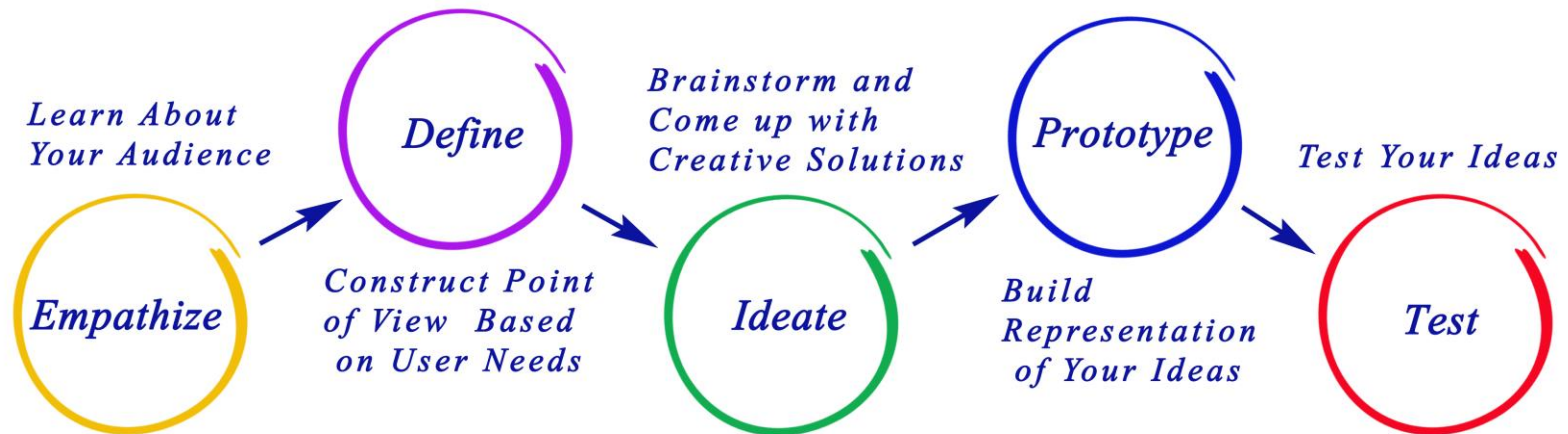 Learn About
Your Audience
Empathize
Define
Construct Point
of View Based
on User Needs
Brainstorm and
Come up with
Creative Solutions
Ideate
Prototype
Build
Representation
of Your Ideas
Test Your Ideas
Test